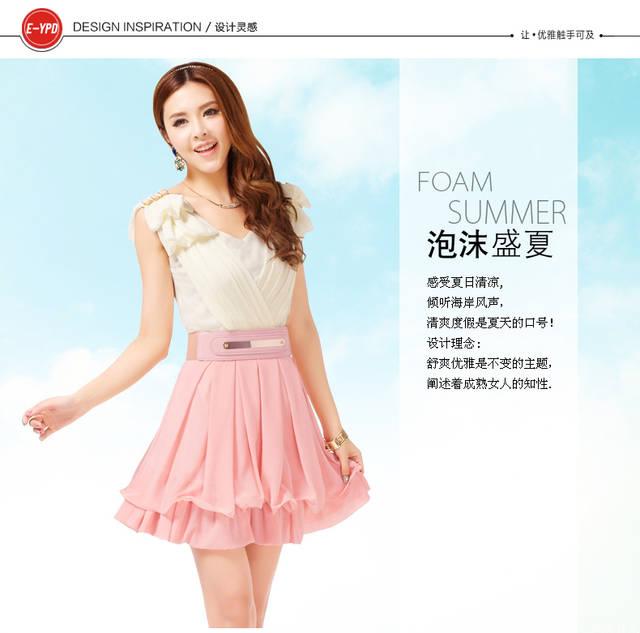 E-YPD
DESIGN INSPIRATION / 设计灵感
让•优雅触手可及
FOAM
SUMMER
泡沫盛夏
感受夏日清凉,
倾听海岸风声,
清爽度假是夏天的口号!
设计理念:
舒爽优雅是不变的主题,
阐述着成熟女人的知性.